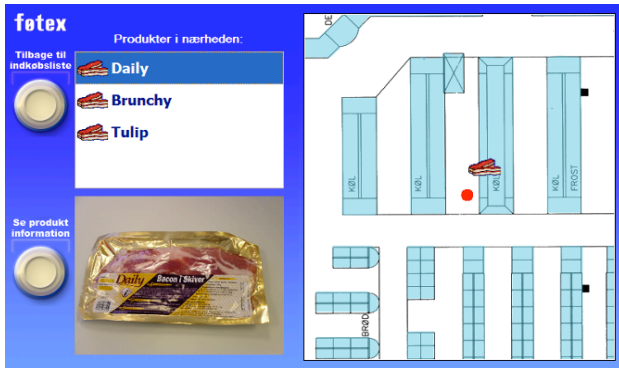 føtex
Tilbage til
indkøbsliste
Produkter i nærheden:
Daily
Brunchy
Tulip
Se produkt
information
Daily Bacon i Skiver
DE
KØL
KØL
KØL
KØL
FROST
BRØD